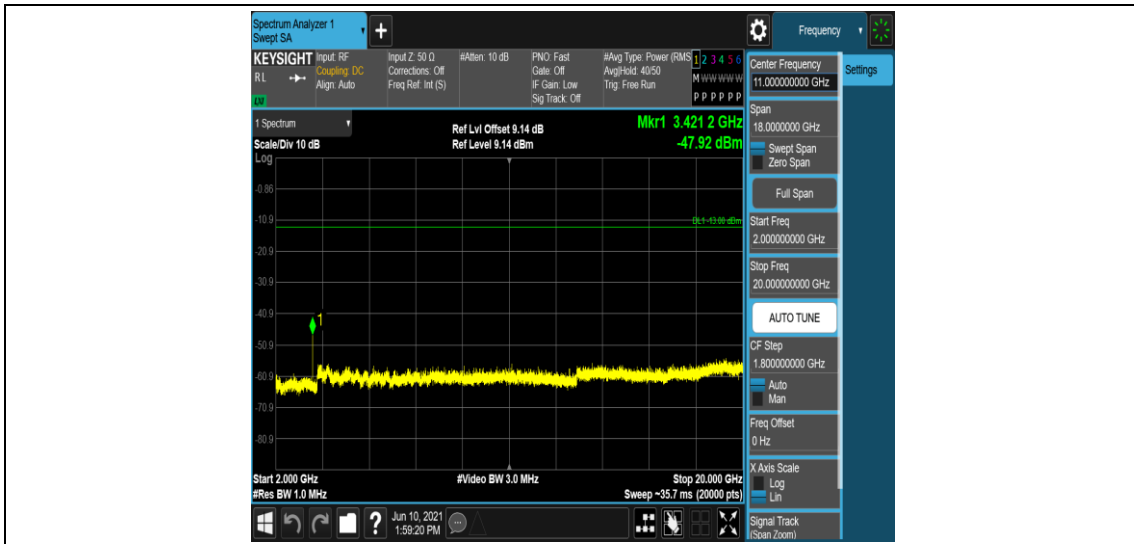 Spectrum Analyzer 1
Swept SA
+
Frequency
KEYSIGHT
RL
LXI
Input: RF
Coupling: DC
Align: Auto
Input Z: 50 Ω
Corrections: Off
Freq Ref: Int (S)
#Atten: 10 dB
PNO: Fast
Gate: Off
IF Gain: Low
Sig Track: Off
#Avg Type: Power (RMS
Avg|Hold: 40/50
Trig: Free Run
1 2 3 4 5 6
M W W W W W
P P P P P P
1 Spectrum
Scale/Div 10 dB
Ref Lvl Offset 9.14 dB
Ref Level 9.14 dBm
Mkr1 3.421 2 GHz
-47.92 dBm
Log
-0.86
-10.9
-20.9
-30.9
-40.9
-50.9
-60.9
-70.9
-80.9
DL1 -13.00 dBm
1
Start 2.000 GHz
#Res BW 1.0 MHz
#Video BW 3.0 MHz
Stop 20.000 GHz
Sweep ~35.7 ms (20000 pts)
?
Jun 10, 2021
1:59:20 PM
Center Frequency
11.000000000 GHz
Settings
Span
18.0000000 GHz
Swept Span
Zero Span
Full Span
Start Freq
2.000000000 GHz
Stop Freq
20.000000000 GHz
AUTO TUNE
CF Step
1.800000000 GHz
Auto
Man
Freq Offset
0 Hz
X Axis Scale
Log
Lin
Signal Track
(Span Zoom)